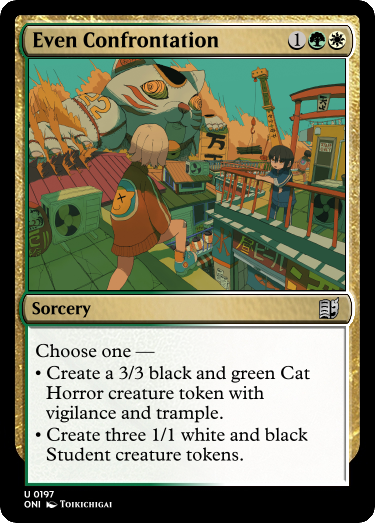 Even Confrontation 1
Sorcery
Choose one —
• Create a 3/3 black and green Cat
Horror creature token with
vigilance and trample.
• Create three 1/1 white and black
Student creature tokens.
U 0197
ONI Toikichigai